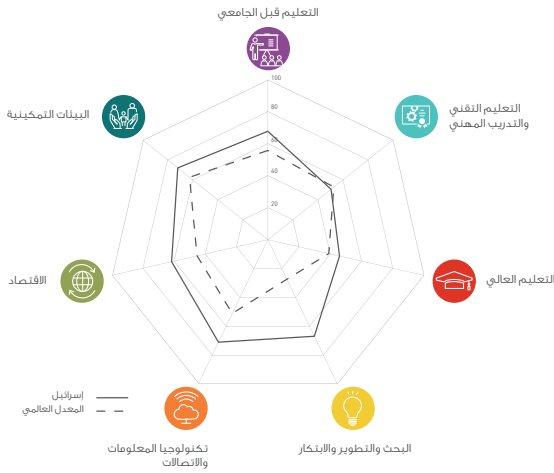 التعليم قبل الجامعي
التعليم التقني
والتدريب المهني
التعليم العالي
البحث والتطوير والابتكار
تكنولوجيا المعلومات
والاتصالات
الاقتصاد
البيئات التمكينية
100
80
60
40
20
إسرائيل
المعدل العالمي